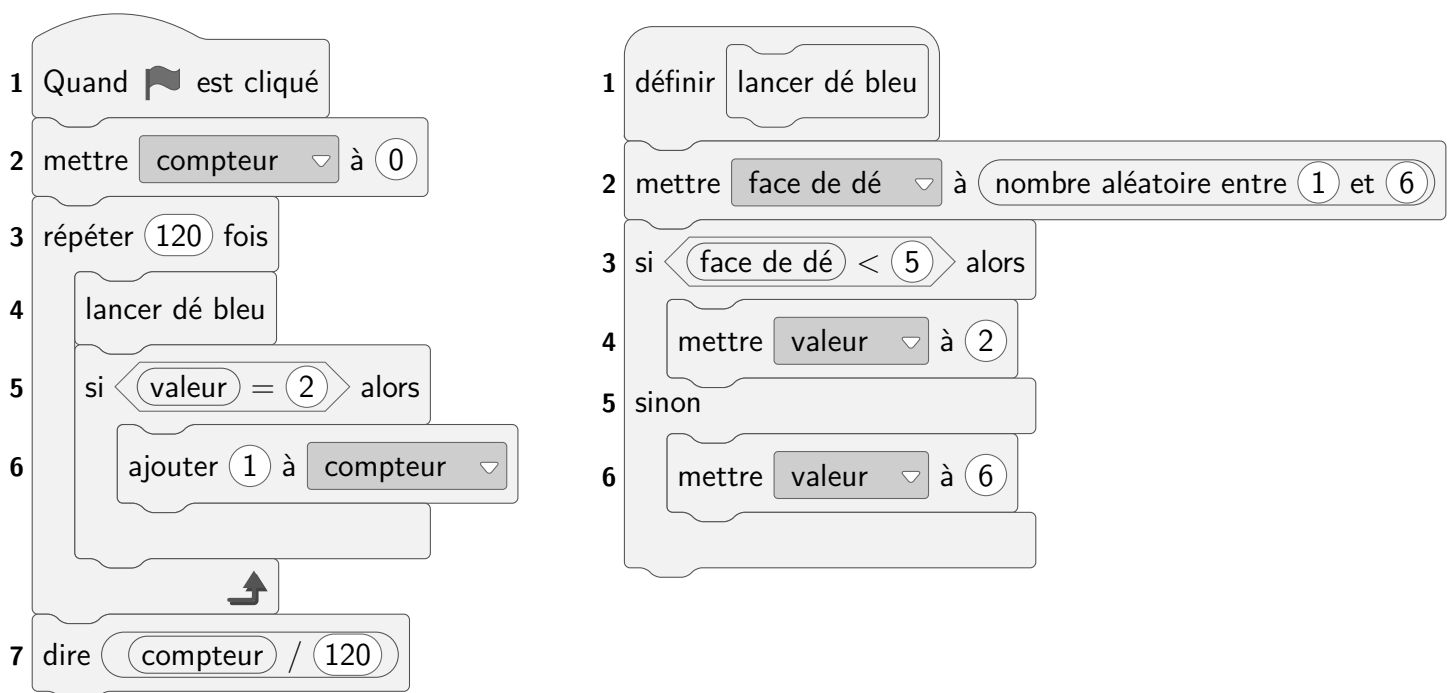 1 Quand est cliqué
2 mettre compteur à 0
3 répéter 120 fois
4 lancer dé bleu
5 si valeur = 2 alors
6 ajouter 1 à compteur
7 dire compteur / 120
1 définir lancer dé bleu
2 mettre face de dé à nombre aléatoire entre 1 et 6
3 si face de dé < 5 alors
4 mettre valeur à 2
5 sinon
6 mettre valeur à 6